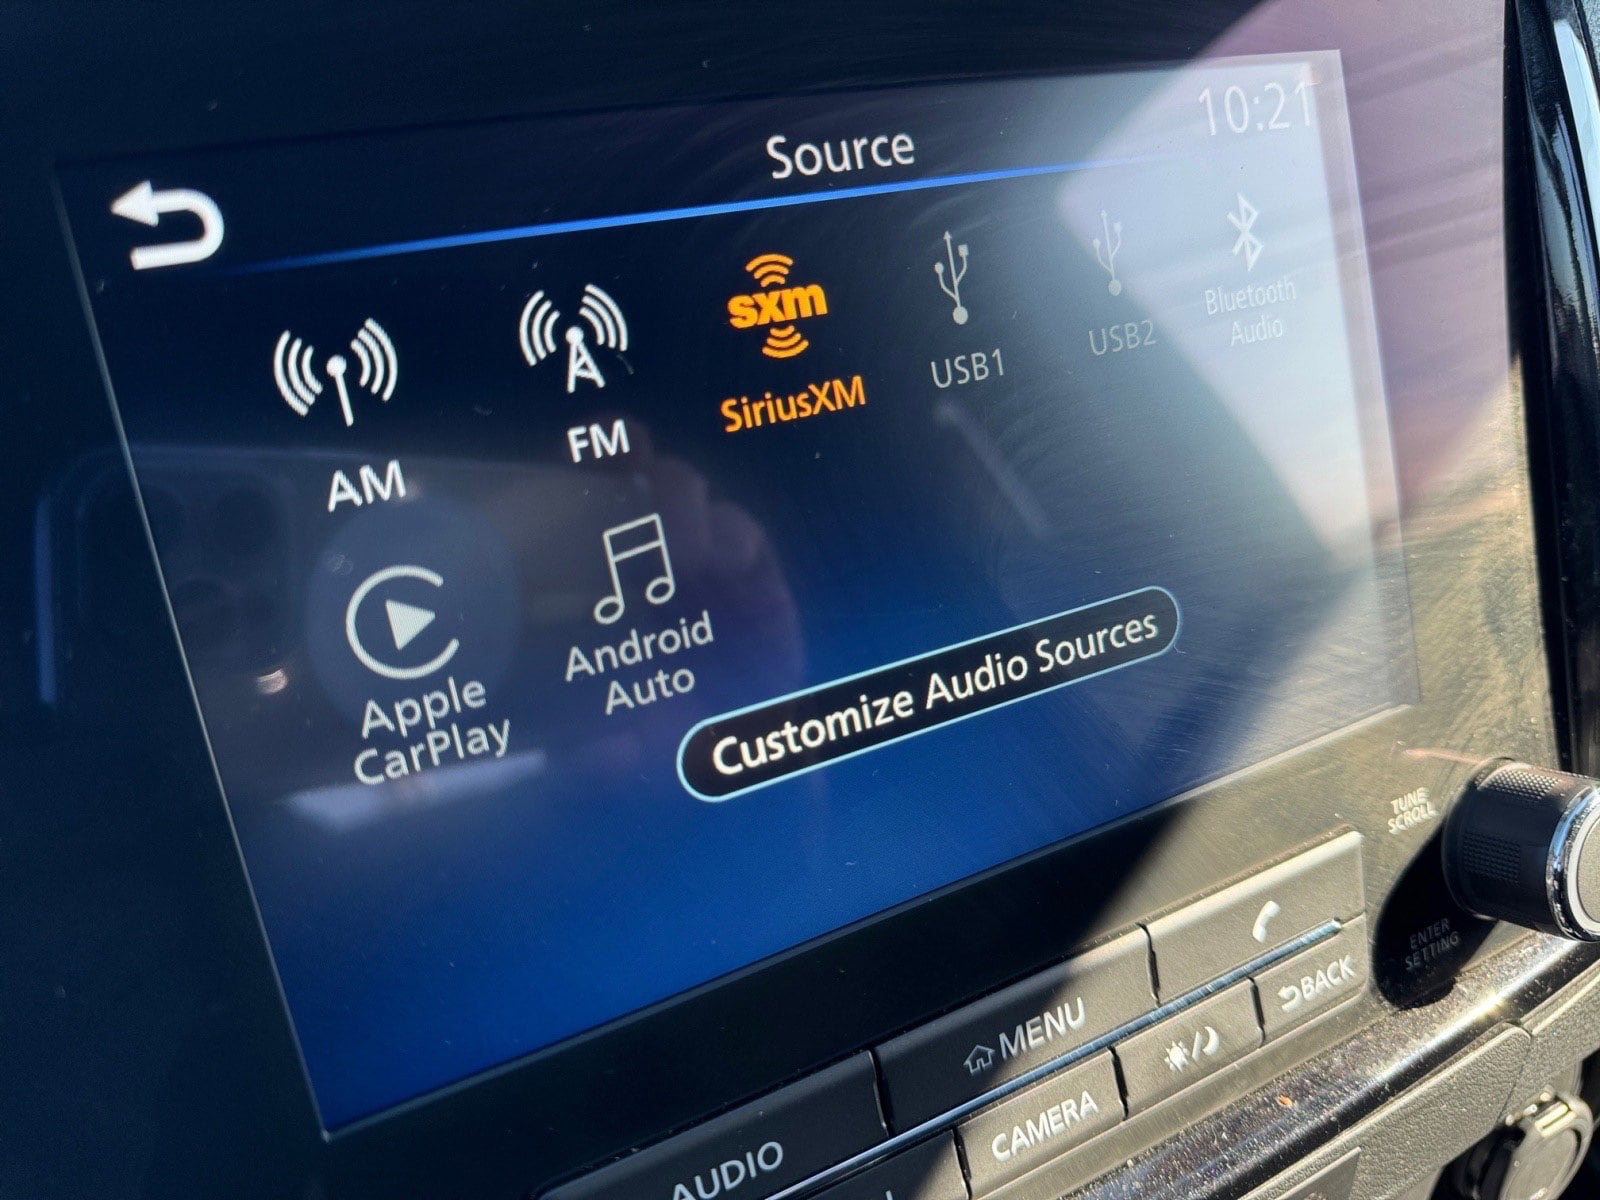 Source
10:21
AM
FM
sxm
SiriusXM
USB1
USB2
Bluetooth
Audio
Apple
CarPlay
Android
Auto
Customize Audio Sources
TUNE
SCROLL
ENTER
SETTING
MENU
BACK
AUDIO
CAMERA